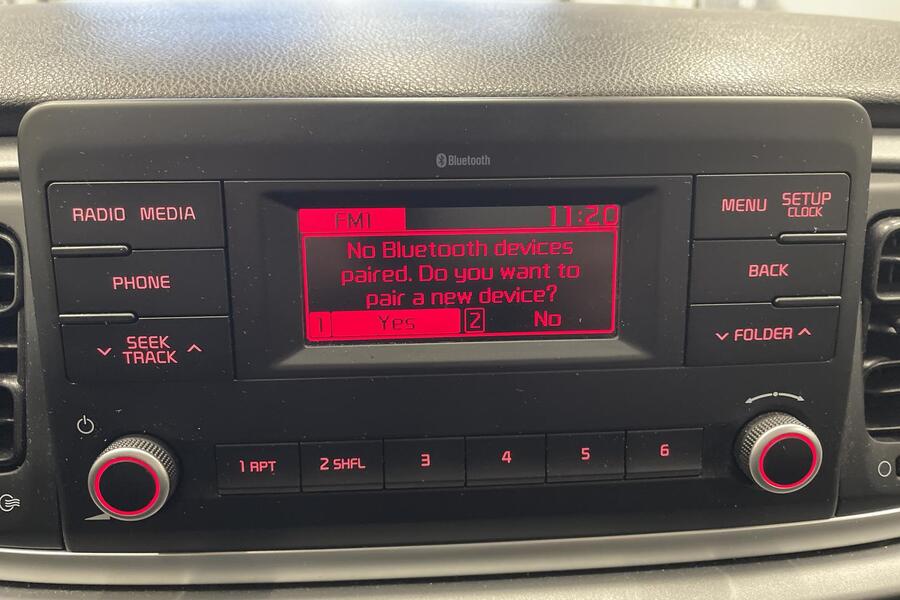 Bluetooth
RADIO MEDIA
PHONE
SEEK
TRACK
FM1 11:20
No Bluetooth devices
paired. Do you want to
pair a new device?
1 Yes 2 No
MENU SETUP
CLOCK
BACK
FOLDER
1 RPT 2 SHFL 3 4 5 6